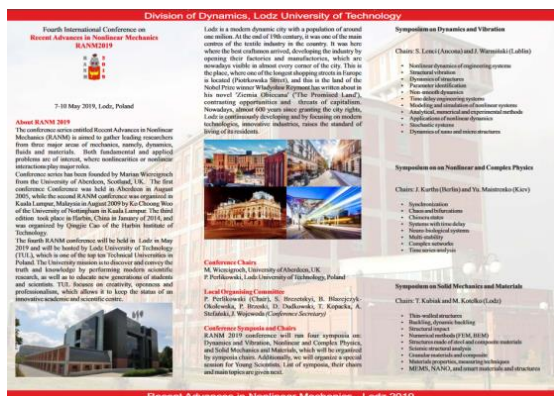 Division of Dynamics, Lodz University of Technology
Fourth International Conference on
Recent Advances in Nonlinear Mechanics
RANM2019
7-10 May 2019, Lodz, Poland
About RANM 2019
The conference series entitled Recent Advances in Nonlinear
Mechanics (RANM) is aimed to gather leading researchers
from three major areas of mechanics, namely, dynamics,
fluids and materials. Both fundamental and applied
problems are of interest, where nonlinearities or nonlinear
interactions play major roles.
Conference series has been founded by Marian Wiercigroch
from the University of Aberdeen, Scotland, UK. The first
conference Conference was held in Aberdeen in August
2005, while the second RANM conference was organized in
Kuala Lumpur, Malaysia in August 2009 by Ko Choong Woo
of the University of Nottingham in Kuala Lumpur. The third
edition took place in Harbin, China in January of 2014, and
was organized by Qingjie Cao of the Harbin Institute of
Technology.
The fourth RANM conference will be held in Lodz in May
2019 and will be hosted by Lodz University of Technology
(TUL), which is one of the top ten Technical Universities in
Poland. The University mission is to discover and convey the
truth and knowledge by performing modern scientific
research, as well as to educate new generations of students
and scientists. TUL focuses on creativity, openness and
professionalism, which allows it to keep the status of an
innovative academic and scientific centre.
Lodz is a modern dynamic city with a population of around
one million. At the end of 19th century, it was one of the main
centres of the textile industry in the country. It was here
where the best craftsmen arrived, developing the industry by
opening their factories and manufactories, which are
nowadays visible in almost every corner of the city. This is
the place, where one of the longest shopping streets in Europe
is located (Piotrkowska Street), and this is the land of the
Nobel Prize winner Władysław Reymont has wrote about in
his novel 'Ziemia Obiecana' ('The Promised Land'),
contrasting opportunities and threats of capitalism.
Nowadays, almost 600 years since granting the city rights,
Lodz is continuously developing and by focusing on modern
technologies, innovative industries, raises the standard of
living of its residents.
Conference Chairs
M. Wiercigroch, University of Aberdeen, UK
P. Perlikowski, Lodz University of Technology, Poland
Local Organising Committee
P. Perlikowski (Chair), S. Brzezhskyi, B. Blazejczyk-
Okolewska, P. Brzeski, D. Dudkowski, T. Kapacka, A.
Stefański, J. Wojewoda (Conference Secretary)
Conference Symposia and Chairs
RANM 2019 conference will run four symposia on:
Dynamics and Vibration, Nonlinear and Complex Physics,
and Solid Mechanics and Materials, which will be organized
by symposia chairs. Additionally, we will organize a special
session for Young Scientists. List of symposia, their chairs
and main topics are given next.
Symposium on Dynamics and Vibration
Chairs: S. Lenci (Ancona) and J. Warminski (Lublin)
• Nonlinear dynamics of engineering systems
• Structural vibration
• Dynamics of structures
• Parameter identification
• Non-smooth dynamics
• Time delay engineering systems
• Modeling and simulation of nonlinear systems
• Analytical, numerical and experimental methods
• Applications of nonlinear dynamics
• Stochastic systems
• Dynamics of nano and micro structures
Symposium on on Nonlinear and Complex Physics
Chairs: J. Kurths (Berlin) and Yu. Maistrenko (Kiev)
• Synchronization
• Chaos and bifurcations
• Chimera states
• Systems with time delay
• Neuro-biological systems
• Multi-stability
• Complex networks
• Time series analysis
Symposium on Solid Mechanics and Materials
Chairs: T. Kubiak and M. Kotelko (Lodz)
• Thin-walled structures
• Buckling, dynamic buckling
• Structural impact
• Numerical methods (FEM, BEM)
• Structures made of steel and composite materials
• Seismic structural analysis
• Granular materials and composite
• Materials properties, measuring techniques
• MEMS, NANO, and smart materials and structures
Recent Advances in Nonlinear Mechanics - Lodz 2019